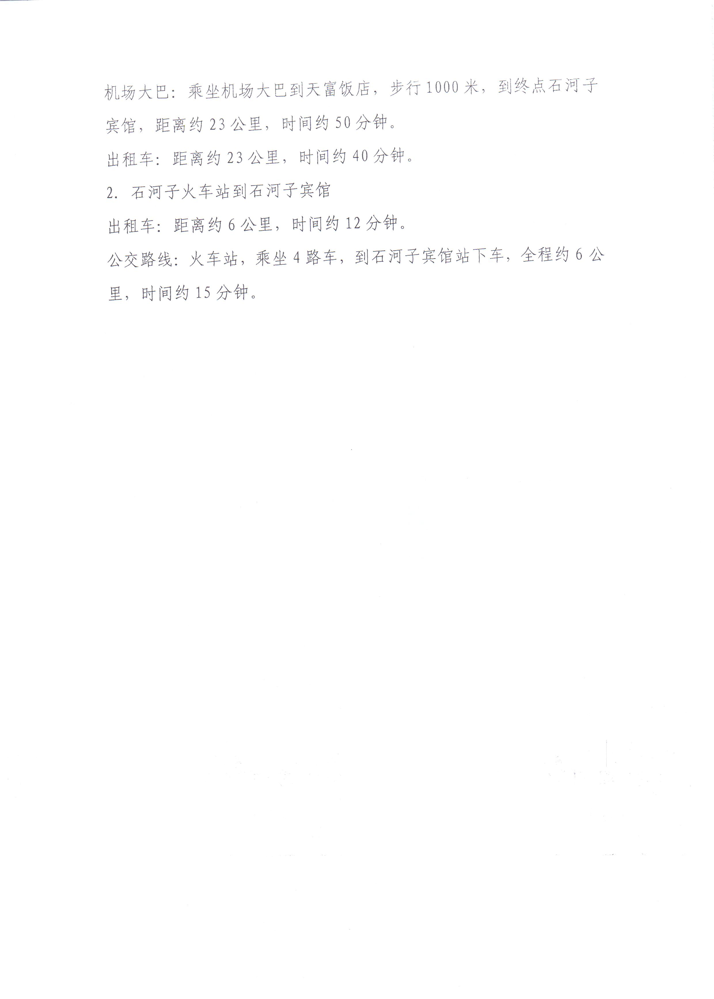 机场大巴：乘坐机场大巴到天富饭店，步行1000米，到终点石河子
宾馆，距离约23公里，时间约50分钟。
出租车：距离约23公里，时间约40分钟。
2. 石河子火车站到石河子宾馆
出租车：距离约6公里，时间约12分钟。
公交路线：火车站，乘坐4路车，到石河子宾馆站下车，全程约6公
里，时间约15分钟。